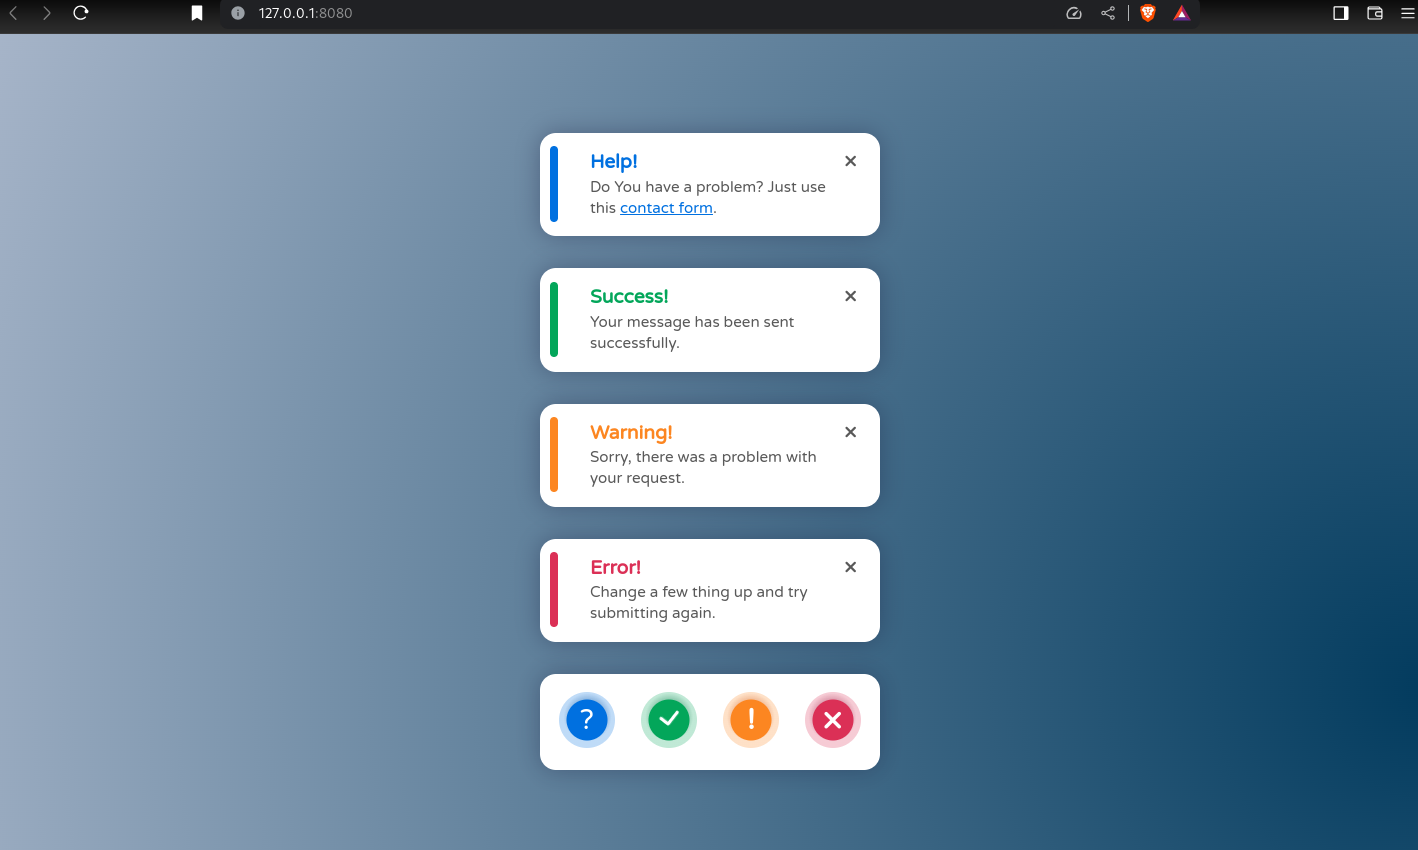 127.0.0.1:8080
Help!
Do You have a problem? Just use
this contact form.
Success!
Your message has been sent
successfully.
Warning!
Sorry, there was a problem with
your request.
Error!
Change a few thing up and try
submitting again.